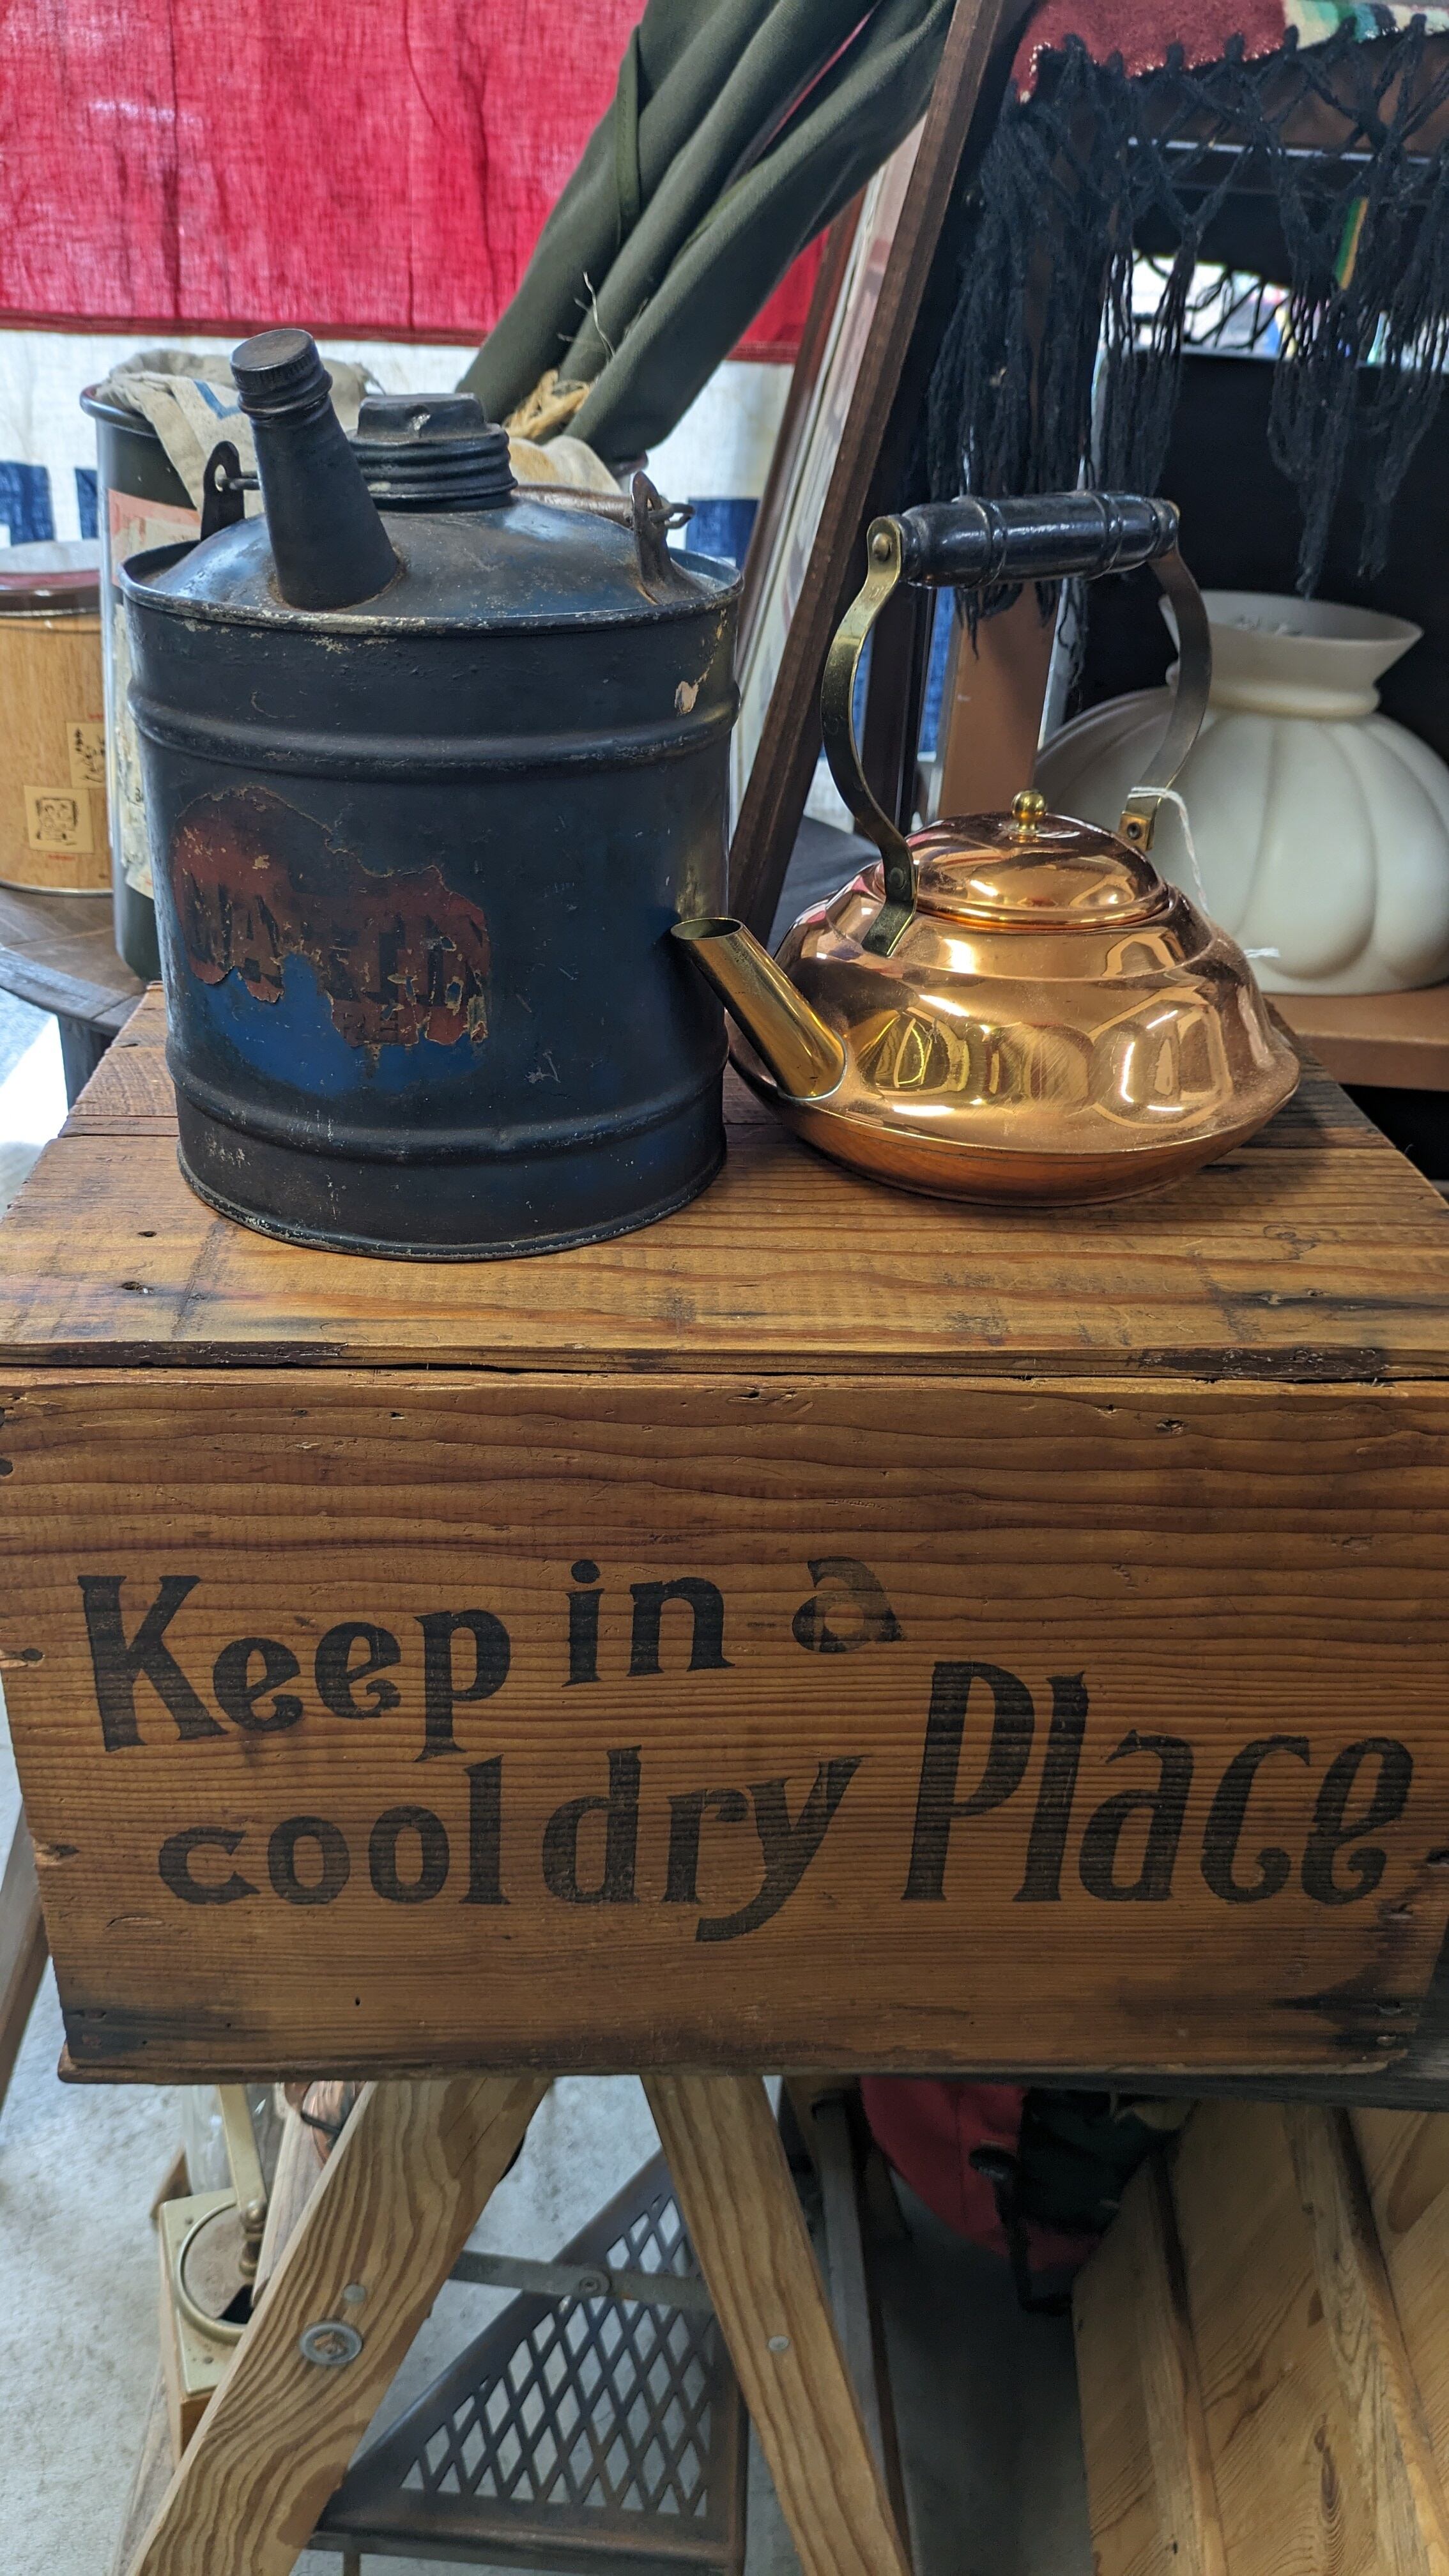 Keep in a
cool dry Place